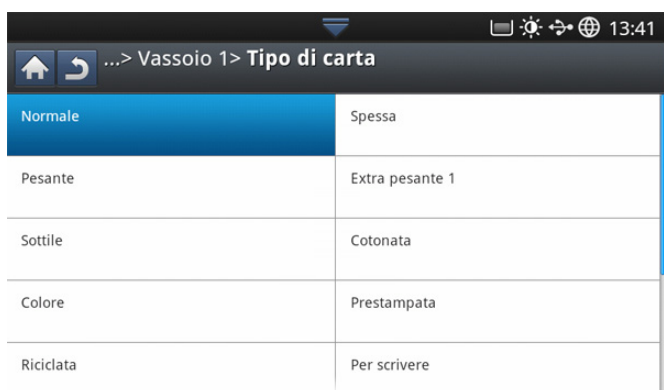 13:41
...> Vassoio 1> Tipo di carta
Normale
Spessa
Pesante
Extra pesante 1
Sottile
Cotonata
Colore
Prestampata
Riciclata
Per scrivere